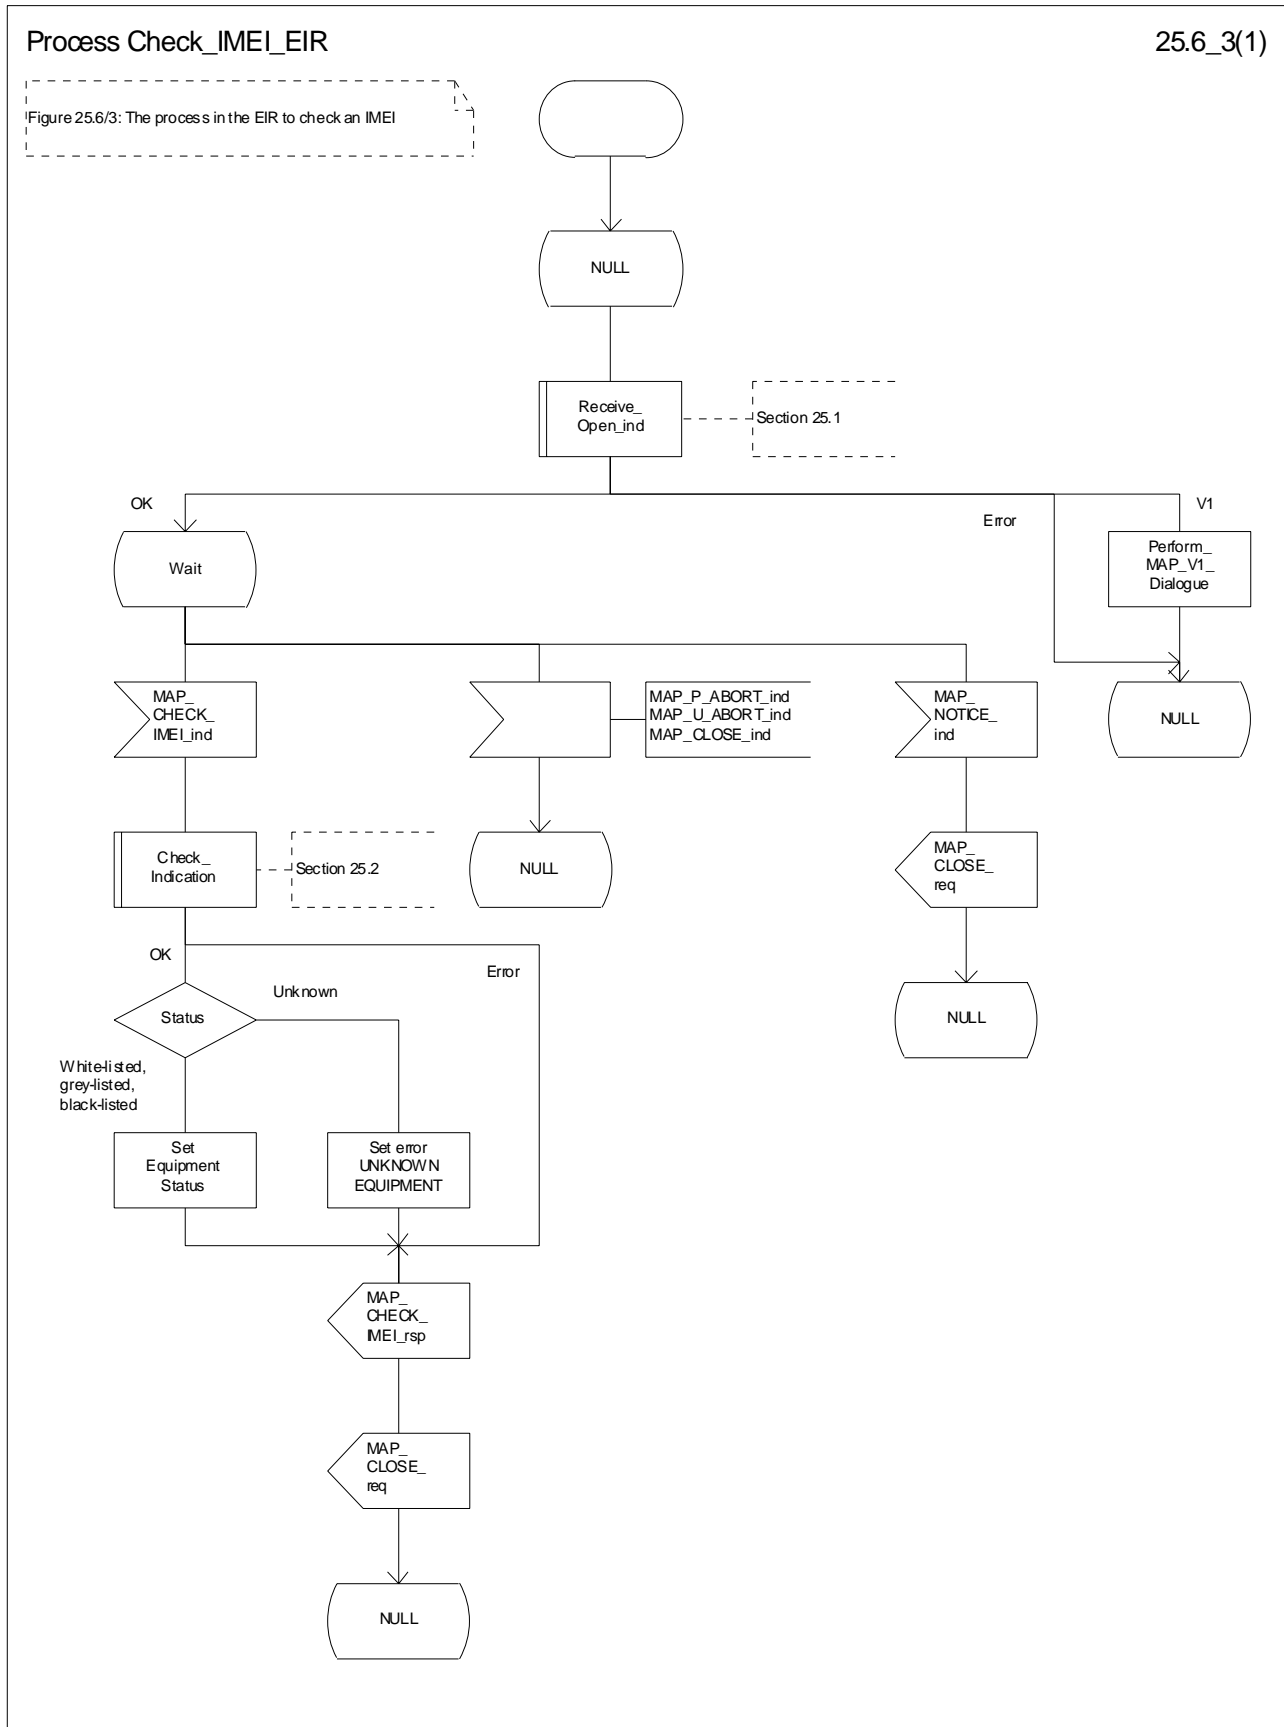 Process Check_IMEI_EIR
25.6_3(1)
Figure 25.6/3: The process in the EIR to check an IMEI
NULL
Receive_
Open_ind
Section 25.1
OK
Error
V1
Wait
Perform_
MAP_V1_
Dialogue
MAP_
CHECK_
IMEI_ind
MAP_P_ABORT_ind
MAP_U_ABORT_ind
MAP_CLOSE_ind
MAP_
NOTICE_
ind
NULL
Check_
Indication
Section 25.2
NULL
MAP_
CLOSE_
req
OK
Error
Unknown
Status
NULL
White-listed,
grey-listed,
black-listed
Set
Equipment
Status
Set error
UNKNOWN
EQUIPMENT
MAP_
CHECK_
IMEI_rsp
MAP_
CLOSE_
req
NULL